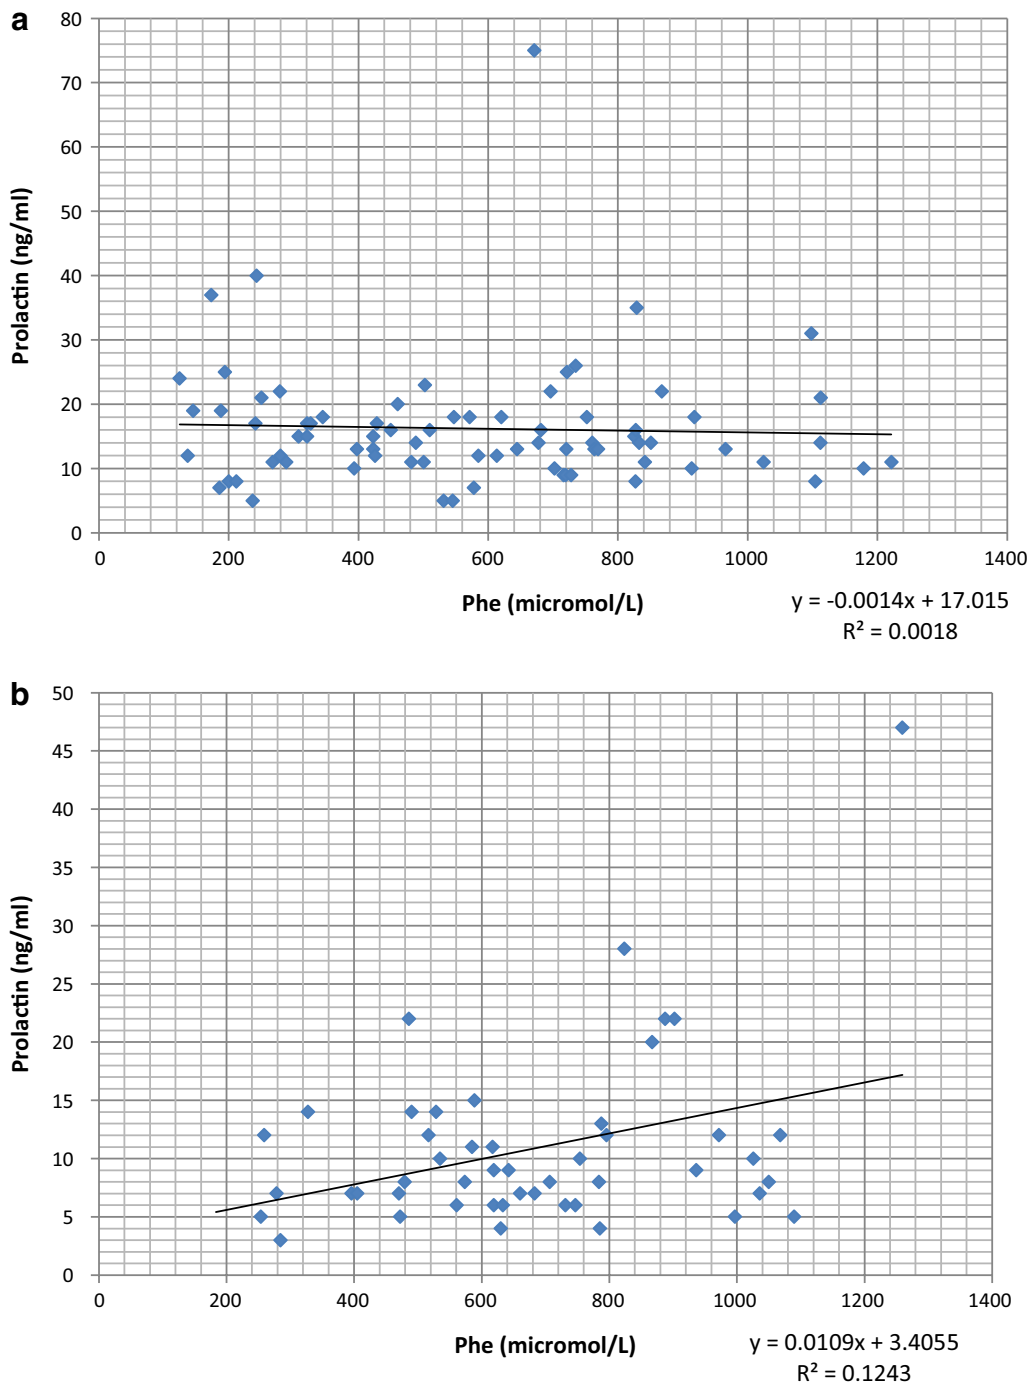 a
80
70
60
50
40
30
20
10
0
Prolactin (ng/ml)
0 200 400 600 800 1000 1200 1400
Phe (micromol/L)
y = -0.0014x + 17.015
R² = 0.0018
b
50
45
40
35
30
25
20
15
10
5
0
Prolactin (ng/ml)
0 200 400 600 800 1000 1200 1400
Phe (micromol/L)
y = 0.0109x + 3.4055
R² = 0.1243